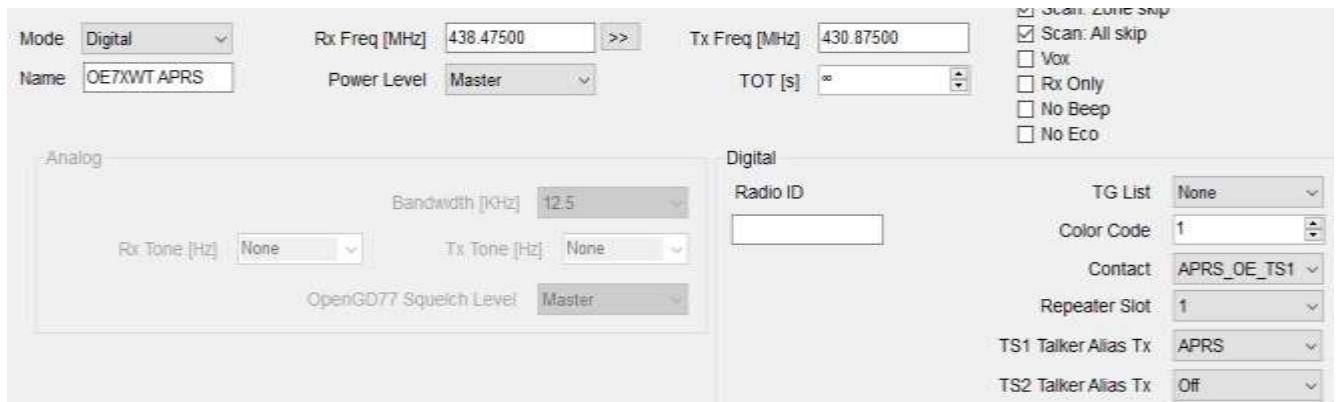 Scan: Zone skip
Mode Digital Rx Freq [MHz] 438.47500 >> Tx Freq [MHz] 430.87500 Scan: All skip
Vox
Name OE7XWT APRS Power Level Master TOT [s] ∞ Rx Only
No Beep
No Eco
Analog
Bandwidth [KHz] 12.5
Rx Tone [Hz] None Tx Tone [Hz] None
OpenGD77 Squelch Level Master
Digital
Radio ID TG List None
Color Code 1
Contact APRS_OE_TS1
Repeater Slot 1
TS1 Talker Alias Tx APRS
TS2 Talker Alias Tx Off